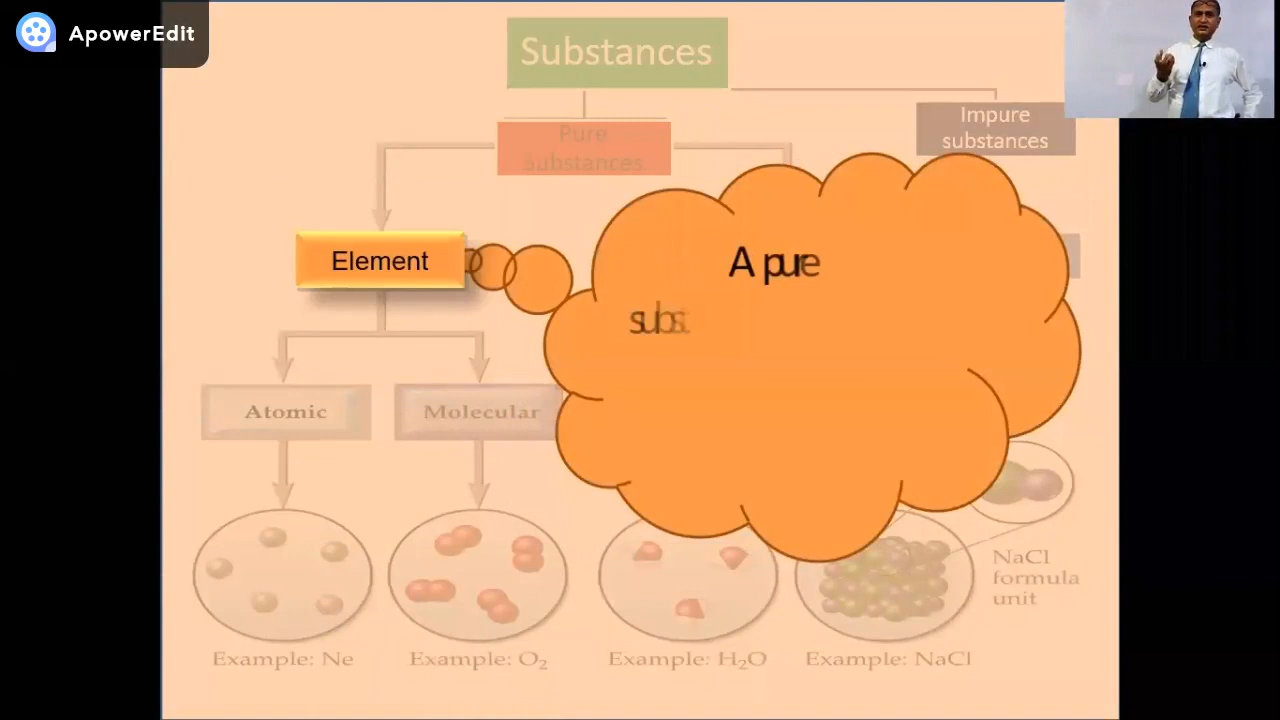 ApowerEdit
Substances
Pure
Substances
Impure
substances
Element
A pure
subst
Atomic
Molecular
NaCl
formula
unit
Example: Ne
Example: O₂
Example: H₂O
Example: NaCl